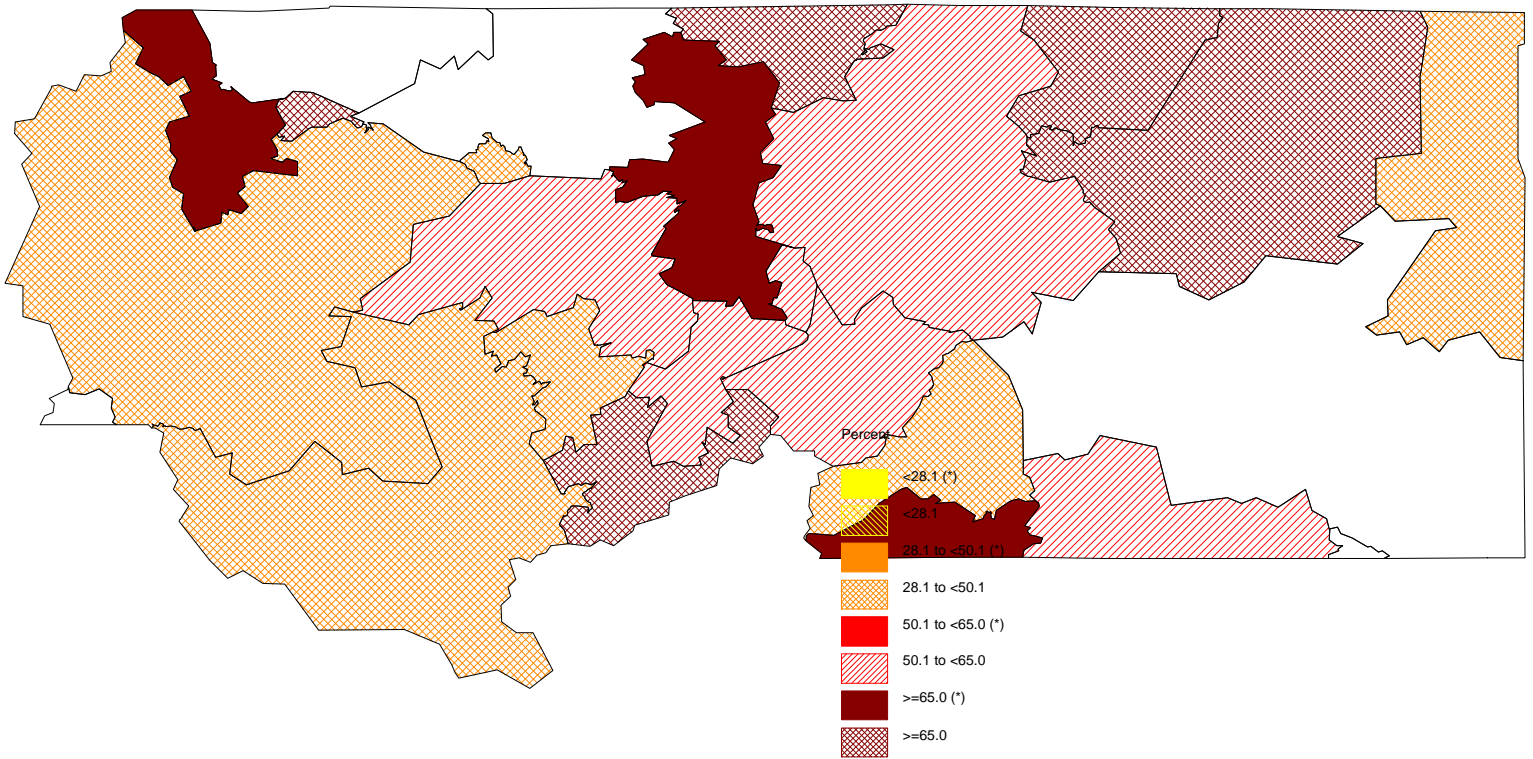 Percent
<28.1 (*)
<28.1
28.1 to <50.1 (*)
28.1 to <50.1
50.1 to <65.0 (*)
50.1 to <65.0
>=65.0 (*)
>=65.0